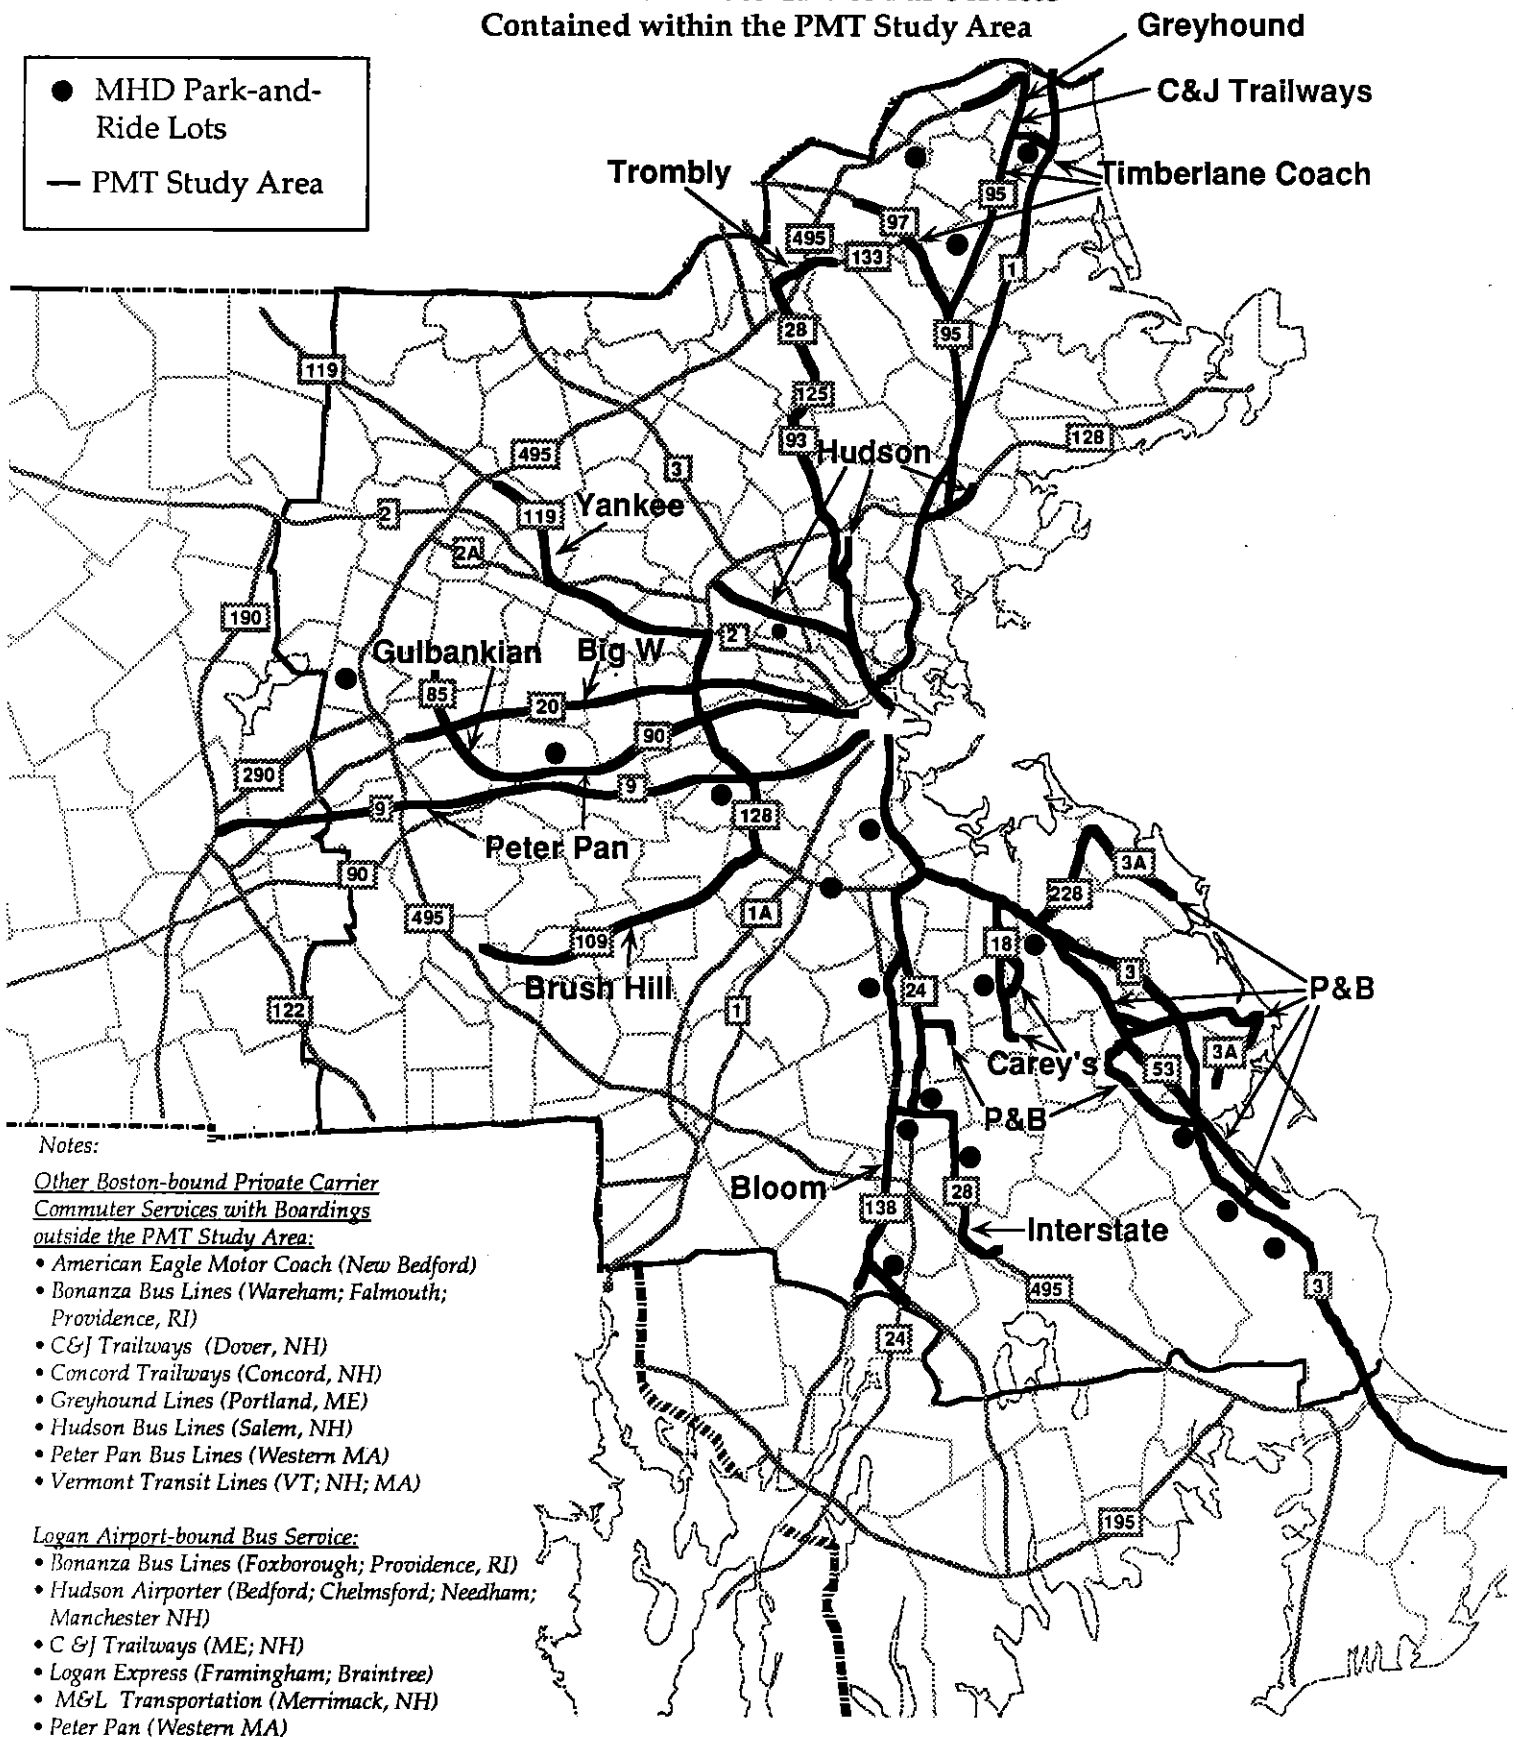 Contained within the PMT Study Area
Greyhound
C&J Trailways
● MHD Park-and-
Ride Lots
— PMT Study Area
Trombly
Timberlane Coach
95
97
495
133
1
28
95
119
125
93
Hudson
128
495
3
Yankee
2
119
2A
190
2
Gulbankian
Big W
85
20
90
290
9
9
128
Peter Pan
3A
90
228
495
1A
109
18
3
Brush Hill
24
P&B
122
1
3A
Carey's
53
P&B
Bloom
28
138
Interstate
495
3
24
195
Notes:
Other Boston-bound Private Carrier
Commuter Services with Boardings
outside the PMT Study Area:
• American Eagle Motor Coach (New Bedford)
• Bonanza Bus Lines (Wareham; Falmouth;
Providence, RI)
• C&J Trailways (Dover, NH)
• Concord Trailways (Concord, NH)
• Greyhound Lines (Portland, ME)
• Hudson Bus Lines (Salem, NH)
• Peter Pan Bus Lines (Western MA)
• Vermont Transit Lines (VT; NH; MA)
Logan Airport-bound Bus Service:
• Bonanza Bus Lines (Foxborough; Providence, RI)
• Hudson Airporter (Bedford; Chelmsford; Needham;
Manchester NH)
• C &J Trailways (ME; NH)
• Logan Express (Framingham; Braintree)
• M&L Transportation (Merrimack, NH)
• Peter Pan (Western MA)